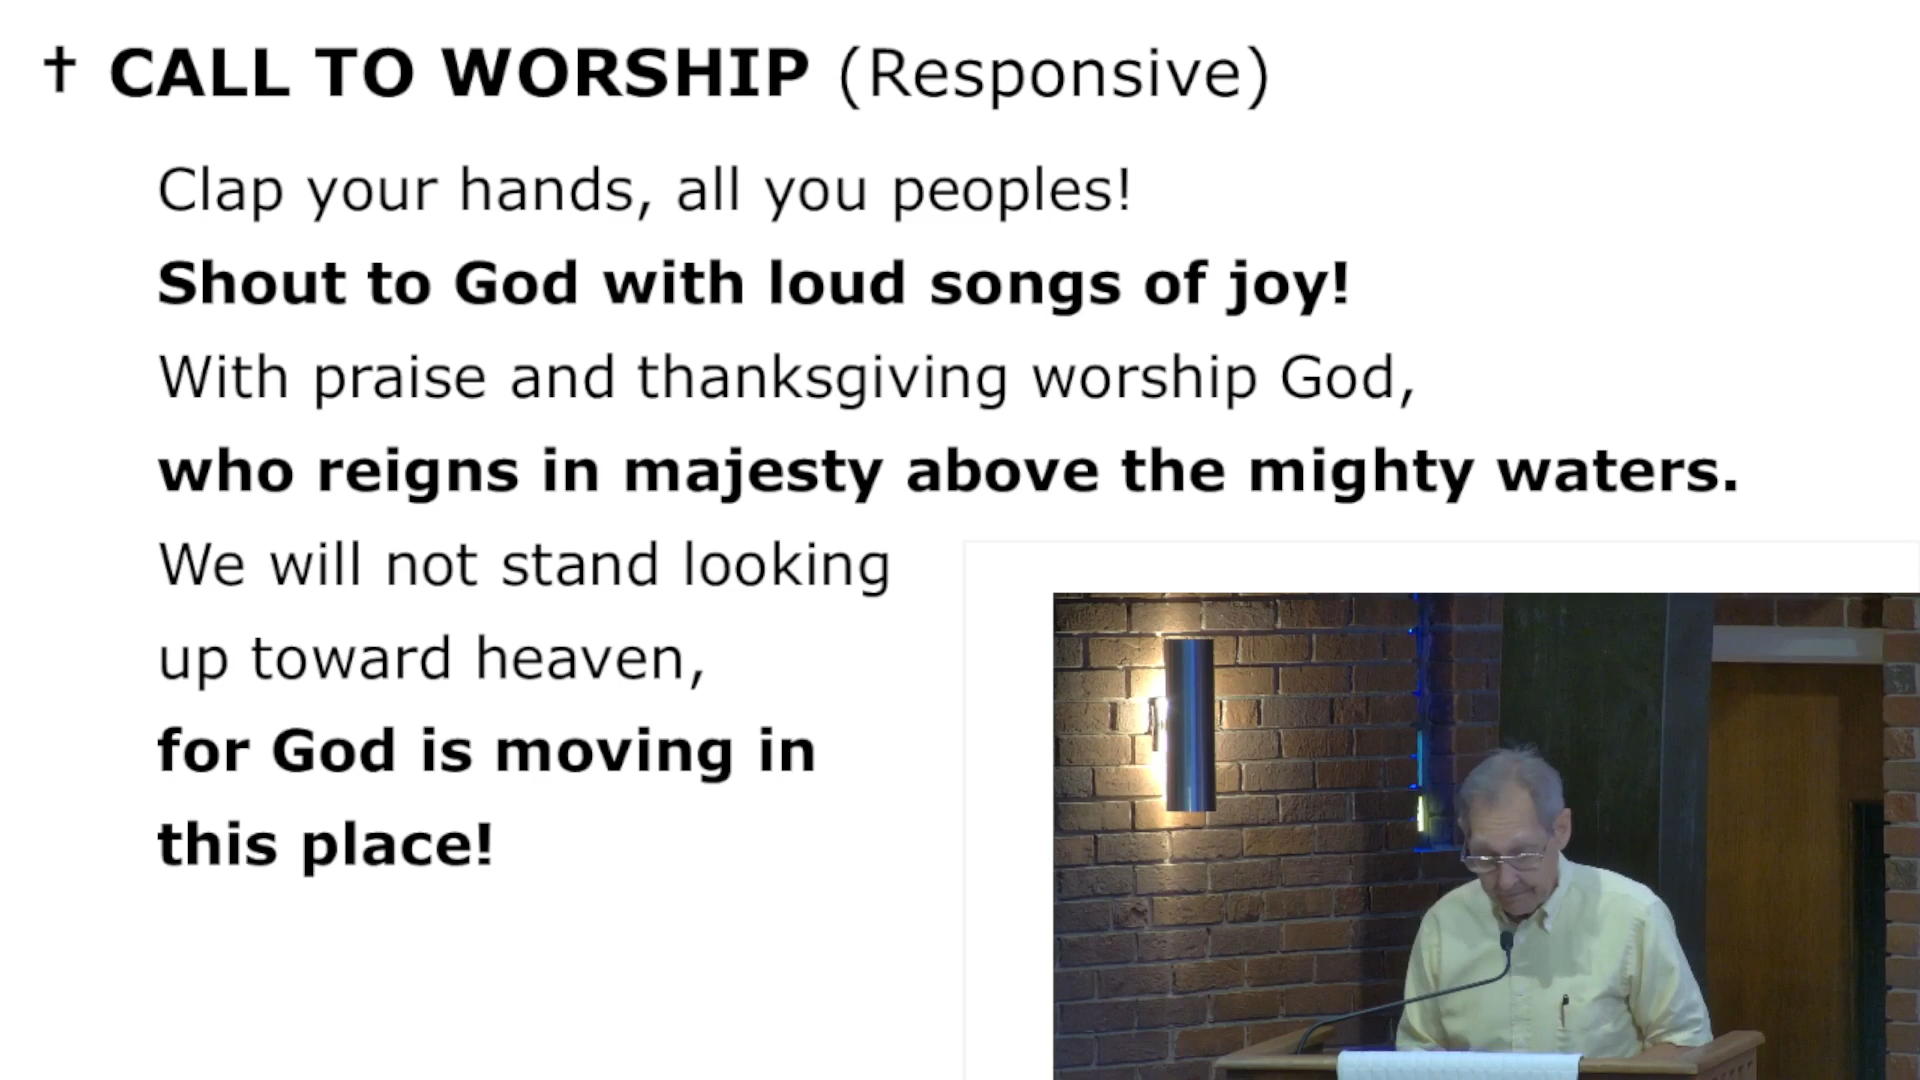 ✝ CALL TO WORSHIP (Responsive)
Clap your hands, all you peoples!
Shout to God with loud songs of joy!
With praise and thanksgiving worship God,
who reigns in majesty above the mighty waters.
We will not stand looking
up toward heaven,
for God is moving in
this place!